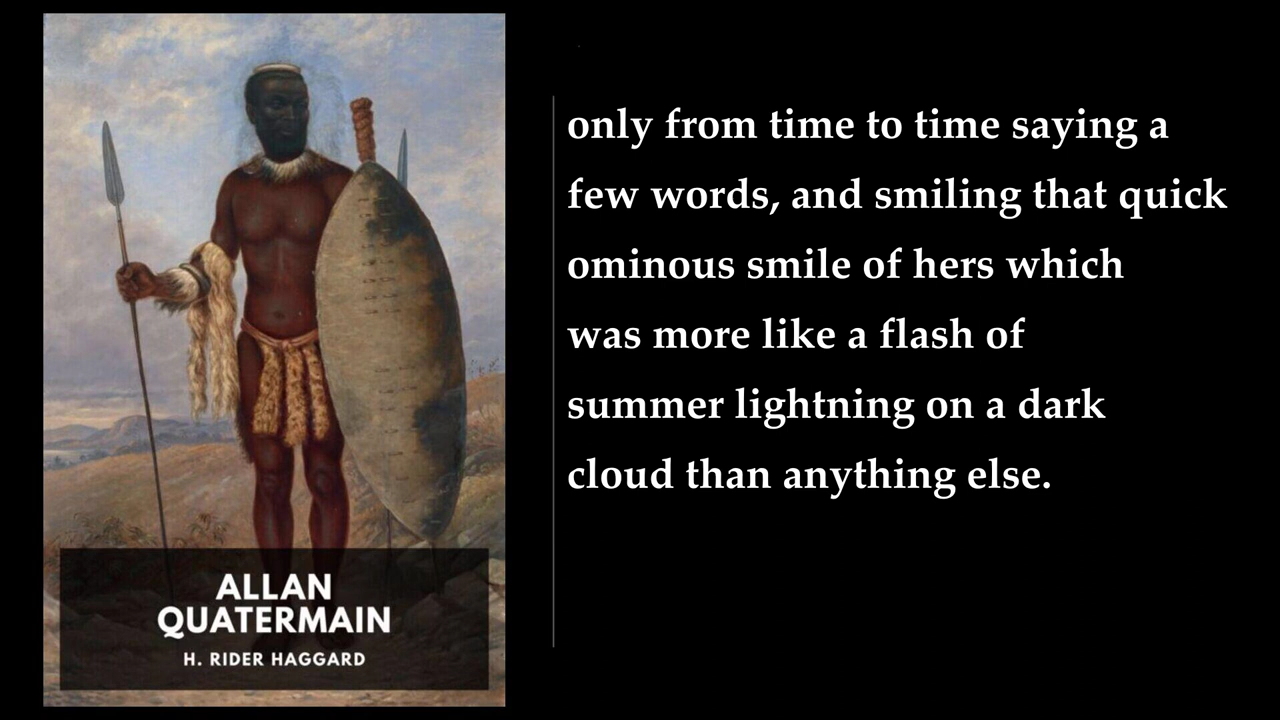 only from time to time saying a
few words, and smiling that quick
ominous smile of hers which
was more like a flash of
summer lightning on a dark
cloud than anything else.
ALLAN
QUATERMAIN
H. RIDER HAGGARD